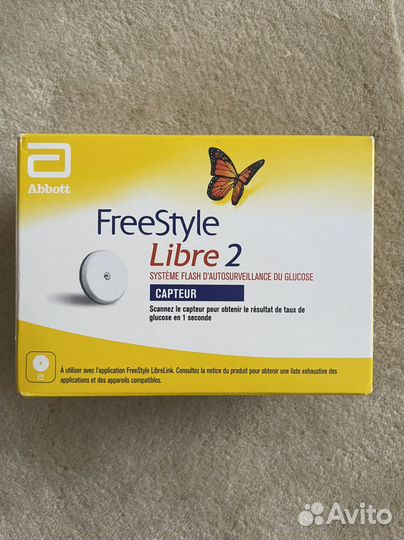 Abbott
FreeStyle
Libre 2
SYSTÈME FLASH D'AUTOSURVEILLANCE DU GLUCOSE
CAPTEUR
Scannez le capteur pour obtenir le résultat de taux de
glucose en 1 seconde
À utiliser avec l'application FreeStyle LibreLink. Consultez la notice du produit pour obtenir une liste exhaustive des
applications et des appareils compatibles.
Avito